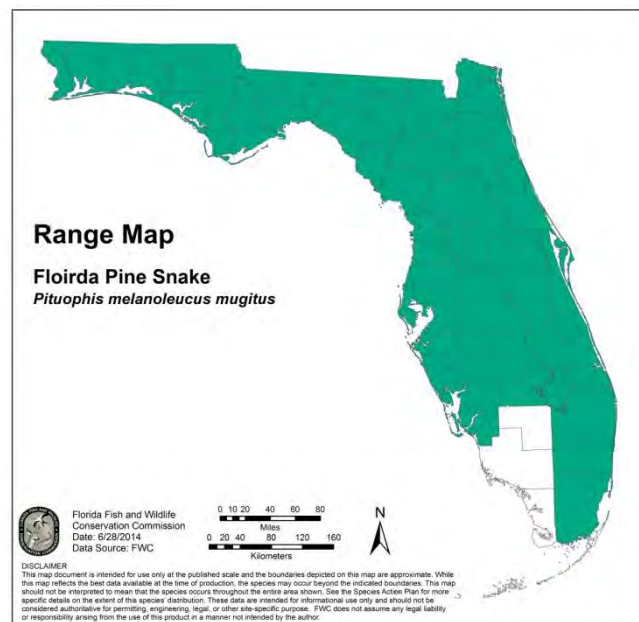 Range Map
Floirda Pine Snake
Pituophis melanoleucus mugitus
Florida Fish and Wildlife
Conservation Commission
Date: 6/28/2014
Data Source: FWC
0 10 20 40 60 80
Miles
0 20 40 80 120 160
Kilometers
N
DISCLAIMER
This map document is intended for use only at the published scale and the boundaries depicted on this map are approximate. While
this map reflects the best data available at the time of production, the species may occur beyond the indicated boundaries. This map
should not be interpreted to mean that the species occurs throughout the entire area shown. See the Species Action Plan for more
specific details on the extent of this species' distribution. These data are intended for informational use only and should not be
considered authoritative for permitting, engineering, legal, or other site-specific purpose. FWC does not assume any legal liability
or responsibility arising from the use of this product in a manner not intended by the author.